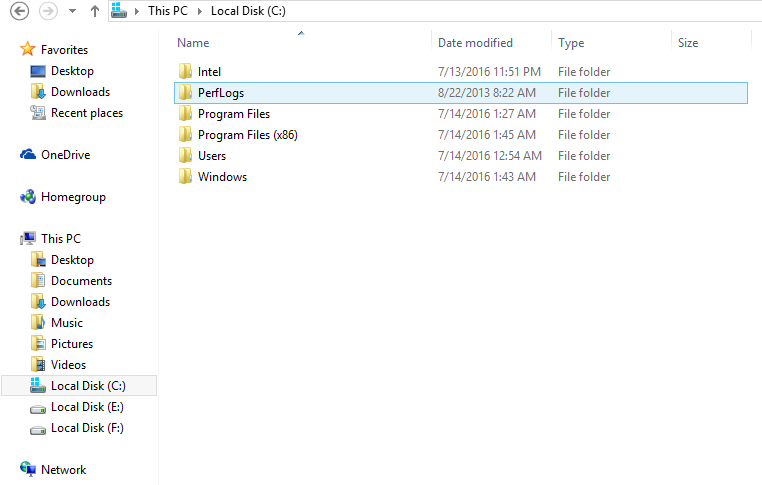 This PC Local Disk (C:)
Name Date modified Type Size
Intel 7/13/2016 11:51 PM File folder
PerfLogs 8/22/2013 8:22 AM File folder
Program Files 7/14/2016 1:27 AM File folder
Program Files (x86) 7/14/2016 1:45 AM File folder
Users 7/14/2016 12:54 AM File folder
Windows 7/14/2016 1:43 AM File folder
Favorites
Desktop
Downloads
Recent places
OneDrive
Homegroup
This PC
Desktop
Documents
Downloads
Music
Pictures
Videos
Local Disk (C:)
Local Disk (E:)
Local Disk (F:)
Network